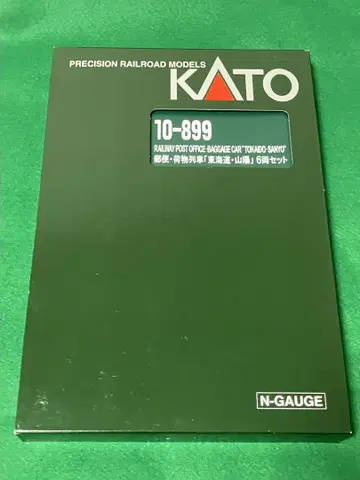 PRECISION RAILROAD MODELS
KATO
10-899
RAILWAY POST OFFICE・BAGGAGE CAR "TOKAIDO・SANYO"
郵便・荷物列車「東海道・山陽」6両セット
N-GAUGE